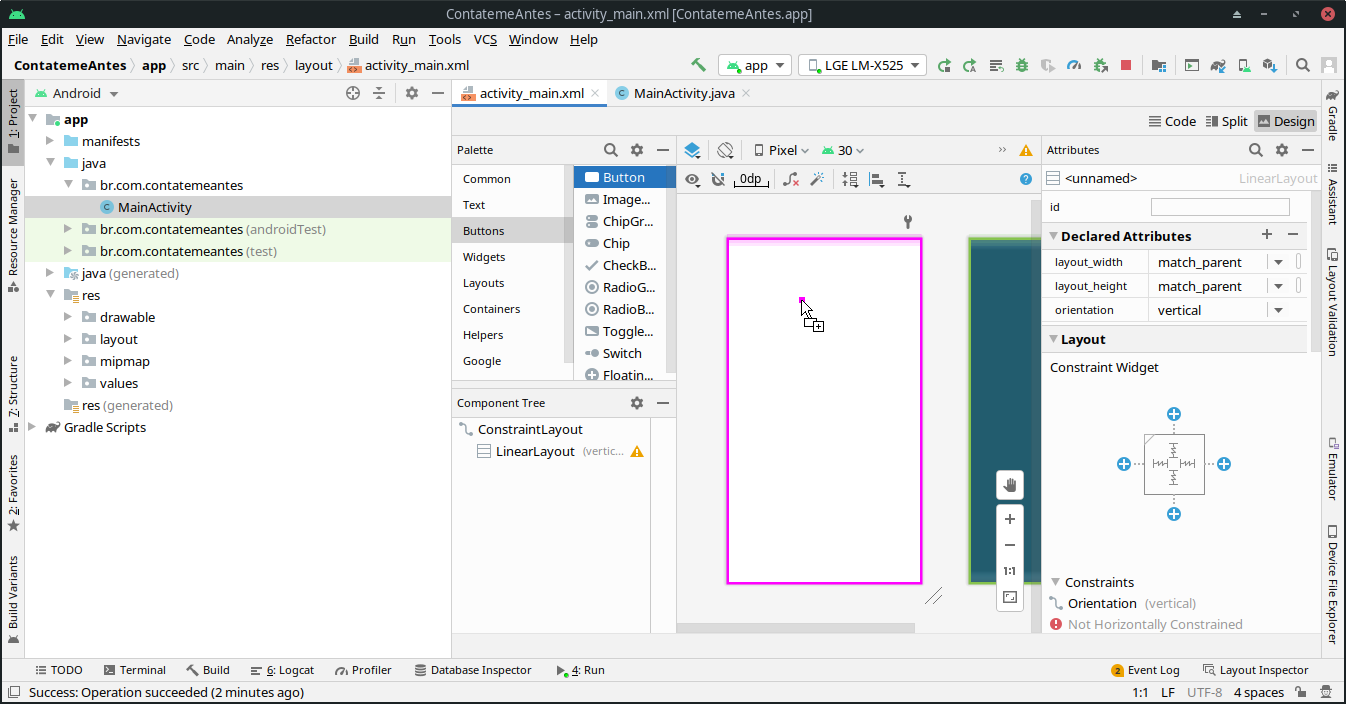 ContatemeAntes – activity_main.xml [ContatemeAntes.app]
File Edit View Navigate Code Analyze Refactor Build Run Tools VCS Window Help
ContatemeAntes app src main res layout activity_main.xml app LGE LM-X525
1: Project
Resource Manager
7: Structure
2: Favorites
Build Variants
Android
app
manifests
java
br.com.contatemeantes
MainActivity
br.com.contatemeantes (androidTest)
br.com.contatemeantes (test)
java (generated)
res
drawable
layout
mipmap
values
res (generated)
Gradle Scripts
activity_main.xml MainActivity.java
Code Split Design
Palette
Common
Text
Buttons
Widgets
Layouts
Containers
Helpers
Google
Button
Image...
ChipGr...
Chip
CheckB...
RadioG...
RadioB...
Toggle...
Switch
Floatin...
Component Tree
ConstraintLayout
LinearLayout (vertic...
Pixel 30
0dp
1:1
Attributes
<unnamed> LinearLayout
id
Declared Attributes
layout_width match_parent
layout_height match_parent
orientation vertical
Layout
Constraint Widget
Constraints
Orientation (vertical)
Not Horizontally Constrained
Gradle
Assistant
Layout Validation
Emulator
Device File Explorer
TODO Terminal Build 6: Logcat Profiler Database Inspector 4: Run 2 Event Log Layout Inspector
Success: Operation succeeded (2 minutes ago) 1:1 LF UTF-8 4 spaces